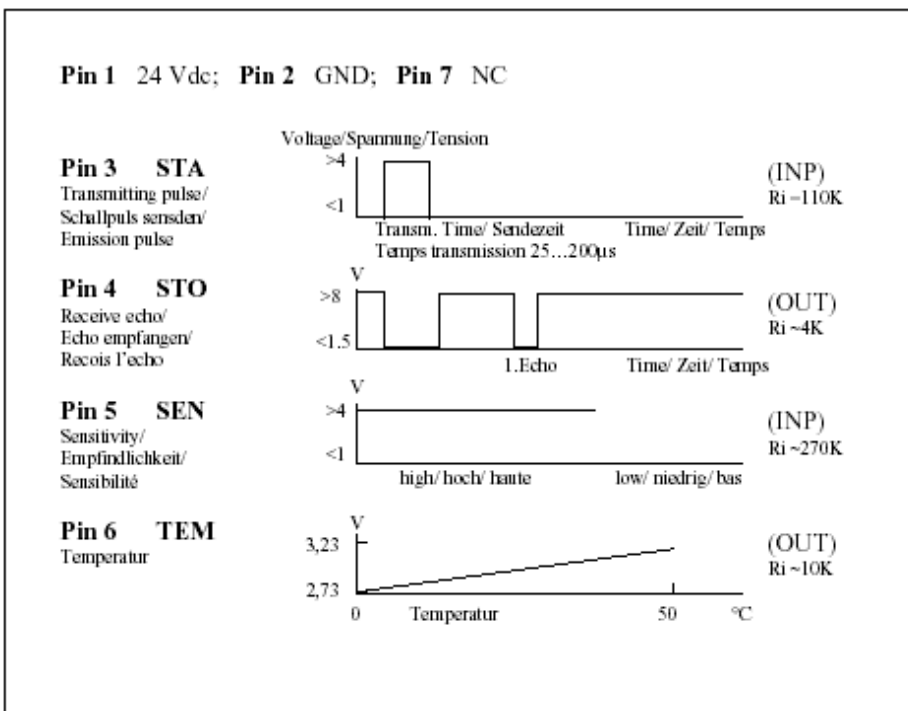 Pin 1 24 Vdc; Pin 2 GND; Pin 7 NC
Voltage/Spannung/Tension
Pin 3 STA
Transmitting pulse/
Schallpuls sensden/
Emission pulse
>4
<1
Transm. Time/ Sendezeit
Time/ Zeit/ Temps
Temps transmission 25...200µs
(INP)
Ri ~110K
Pin 4 STO
Receive echo/
Echo empfangen/
Recois l'echo
V
>8
<1.5
1.Echo
Time/ Zeit/ Temps
(OUT)
Ri ~4K
Pin 5 SEN
Sensitivity/
Empfindlichkeit/
Sensibilité
V
>4
<1
high/ hoch/ haute
low/ niedrig/ bas
(INP)
Ri ~270K
Pin 6 TEM
Temperatur
V
3,23
2,73
0
Temperatur
50
°C
(OUT)
Ri ~10K